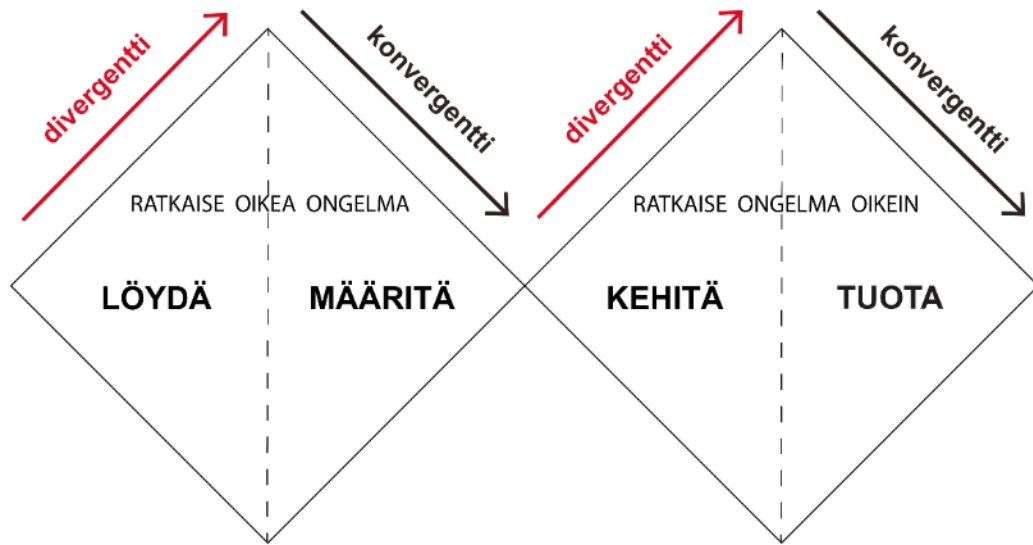 divergentti
konvergentti
divergentti
konvergentti
RATKAISE OIKEA ONGELMA
RATKAISE ONGELMA OIKEIN
LÖYDÄ
MÄÄRITÄ
KEHITÄ
TUOTA